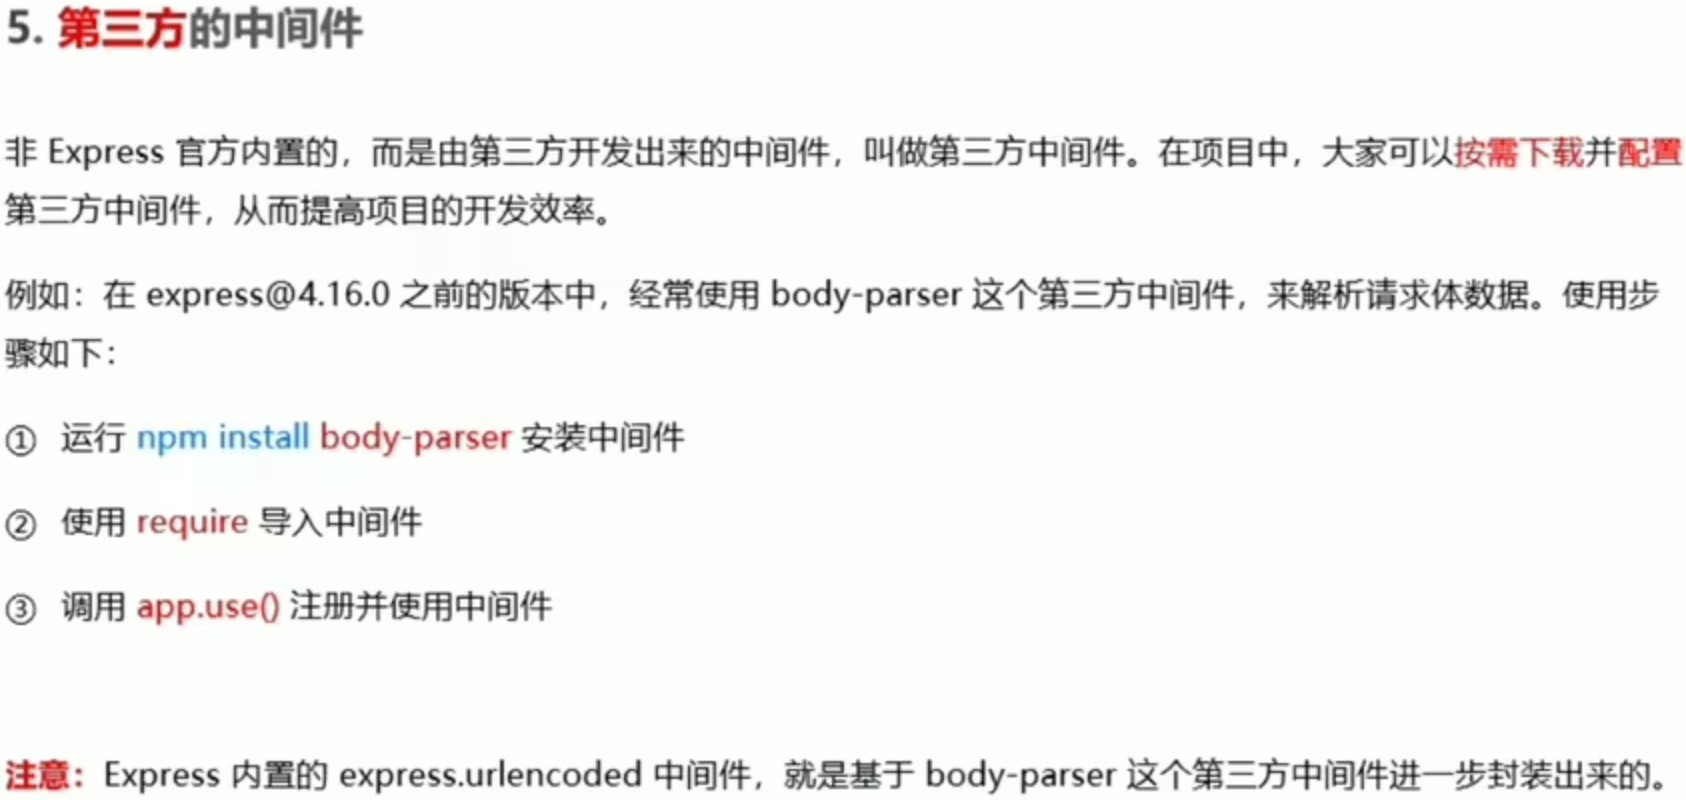 5. 第三方的中间件
非 Express 官方内置的，而是由第三方开发出来的中间件，叫做第三方中间件。在项目中，大家可以按需下载并配置
第三方中间件，从而提高项目的开发效率。
例如：在 express@4.16.0 之前的版本中，经常使用 body-parser 这个第三方中间件，来解析请求体数据。使用步
骤如下：
① 运行 npm install body-parser 安装中间件
② 使用 require 导入中间件
③ 调用 app.use() 注册并使用中间件
注意：Express 内置的 express.urlencoded 中间件，就是基于 body-parser 这个第三方中间件进一步封装出来的。